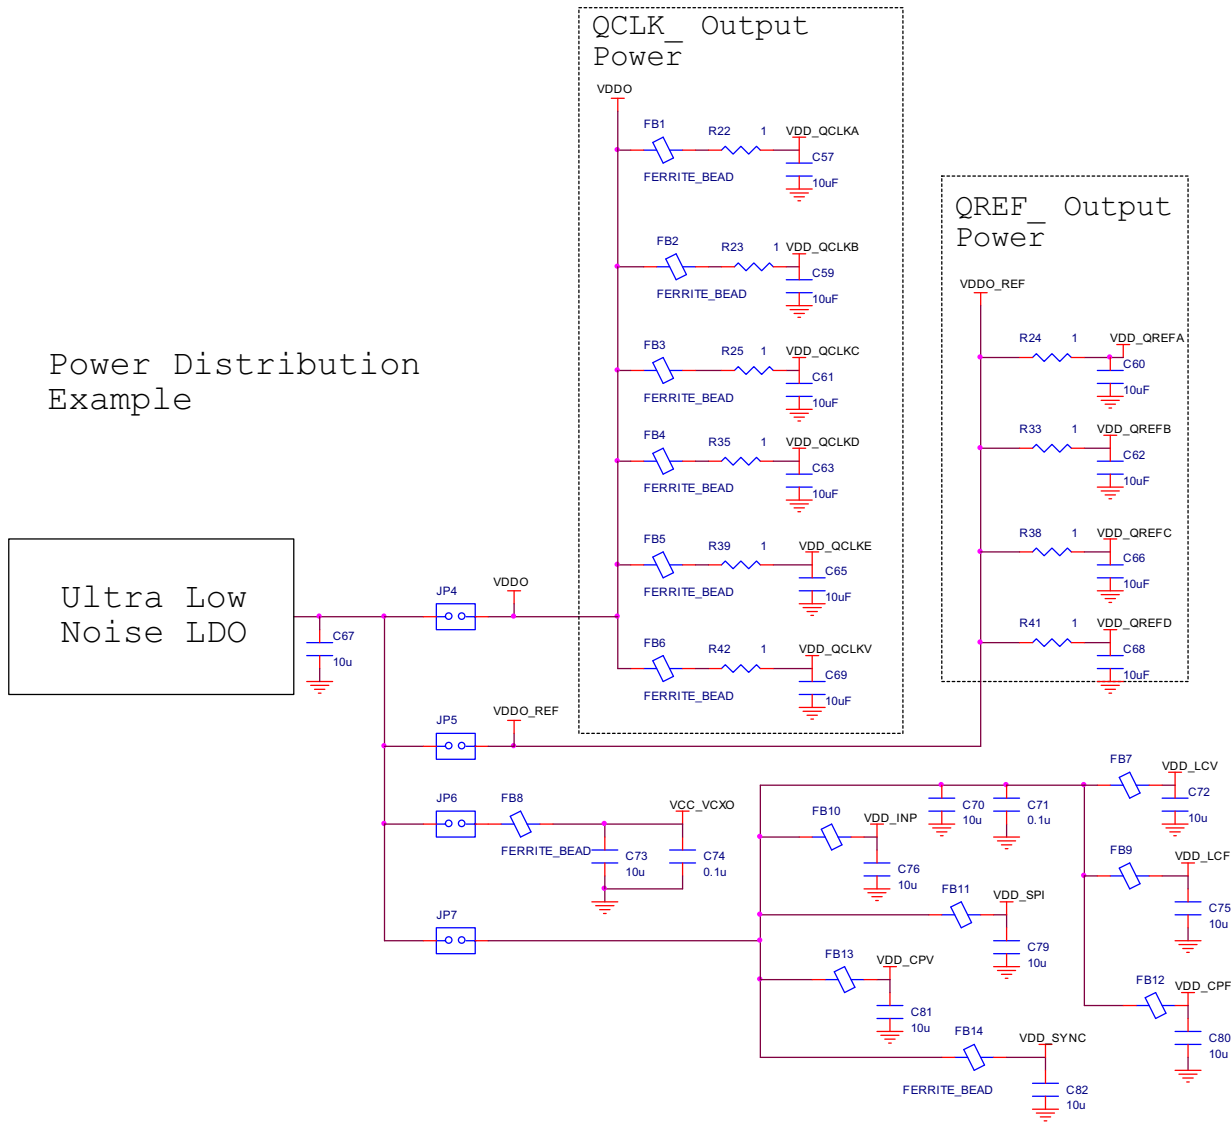 QCLK_ Output
Power
VDDO
FB1
R22 1
VDD_QCLKA
C57
10uF
FERRITE_BEAD
FB2
R23 1
VDD_QCLKB
C59
10uF
FERRITE_BEAD
FB3
R25 1
VDD_QCLKC
C61
10uF
FERRITE_BEAD
FB4
R35 1
VDD_QCLKD
C63
10uF
FERRITE_BEAD
FB5
R39 1
VDD_QCLKE
C65
10uF
FERRITE_BEAD
FB6
R42 1
VDD_QCLKV
C69
10uF
FERRITE_BEAD
QREF_ Output
Power
VDDO_REF
R24 1
VDD_QREFA
C60
10uF
R33 1
VDD_QREFB
C62
10uF
R38 1
VDD_QREFC
C66
10uF
R41 1
VDD_QREFD
C68
10uF
Power Distribution
Example
Ultra Low
Noise LDO
C67
10u
JP4
VDDO
JP5
VDDO_REF
JP6
FB8
FERRITE_BEAD
VCC_VCXO
C73
10u
C74
0.1u
JP7
FB10
VDD_INP
C76
10u
C70
10u
C71
0.1u
FB7
VDD_LCV
C72
10u
FB9
VDD_LCF
C75
10u
FB11
VDD_SPI
C79
10u
FB13
VDD_CPV
C81
10u
FB12
VDD_CPF
C80
10u
FB14
FERRITE_BEAD
VDD_SYNC
C82
10u